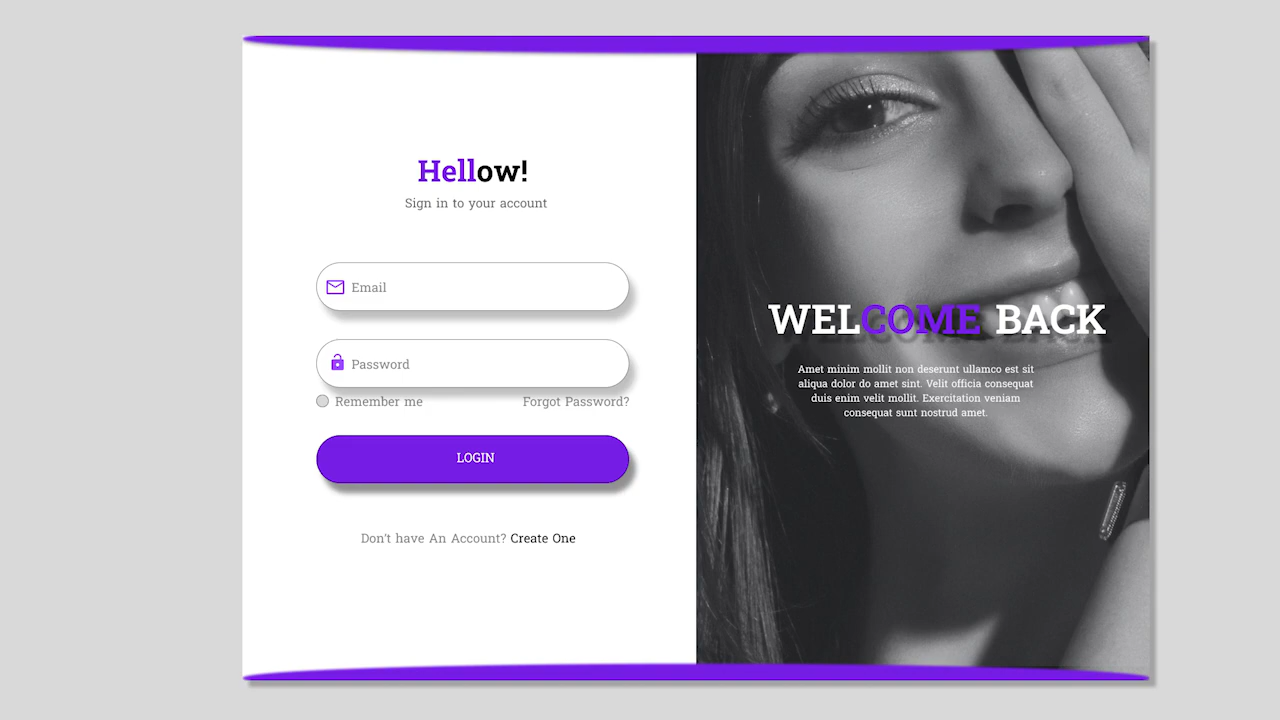 Hellow!
Sign in to your account
Email
Password
Remember me
Forgot Password?
LOGIN
Don't have An Account? Create One
WELCOME BACK
Amet minim mollit non deserunt ullamco est sit
aliqua dolor do amet sint. Velit officia consequat
duis enim velit mollit. Exercitation veniam
consequat sunt nostrud amet.